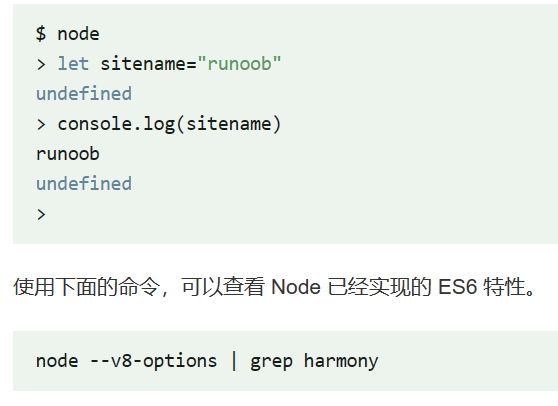 $ node
> let sitename="runoob"
undefined
> console.log(sitename)
runoob
undefined
>
使用下面的命令，可以查看 Node 已经实现的 ES6 特性。
node --v8-options | grep harmony